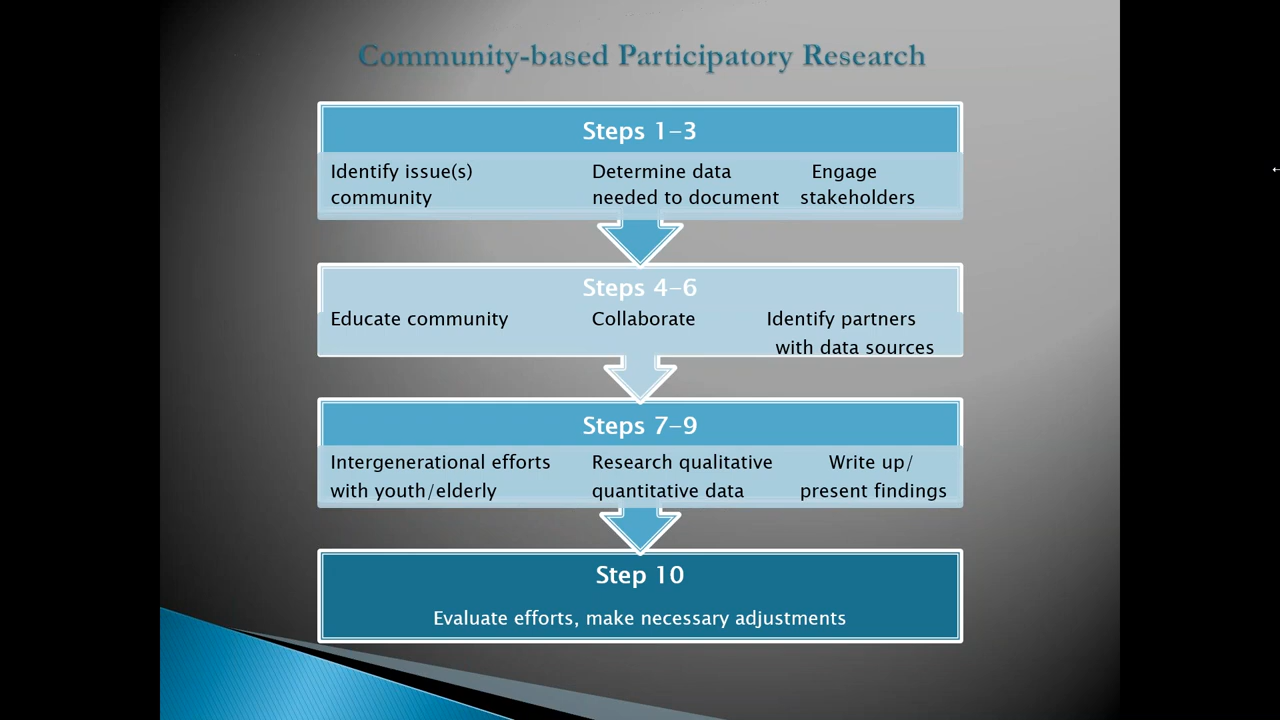 Community-based Participatory Research
Steps 1-3
Identify issue(s) Determine data Engage
community needed to document stakeholders
Steps 4-6
Educate community Collaborate Identify partners
with data sources
Steps 7-9
Intergenerational efforts Research qualitative Write up/
with youth/elderly quantitative data present findings
Step 10
Evaluate efforts, make necessary adjustments